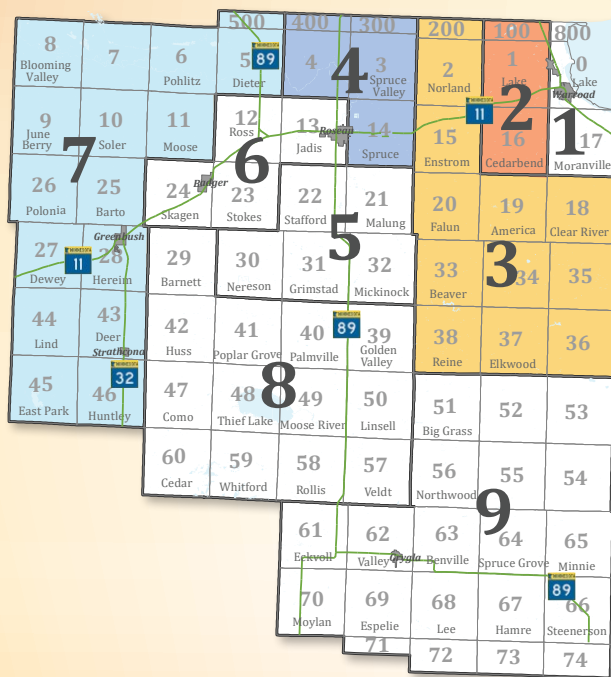 500 400 300 200 100 800
8 7 6 5 4 3 2 1 0
MINNESOTA
89
Blooming
Valley
Pohlitz
Dieter
4
Spruce
Valley
Norland
Lake
Lake
Warroad
9 10 11 12 13 14 15 16 17
MINNESOTA
11
2
1
June
Berry
Soler
Moose
Ross
Jadis
Roseau
Spruce
Enstrom
Cedarbend
Moranville
7
6
26 25 24 23 22 21 20 19 18
Badger
Polonia
Barto
Skagen
Stokes
Stafford
Malung
Falun
America
Clear River
Greenbush
5
27 28 29 30 31 32 33 34 35
MINNESOTA
11
3
Dewey
Hereim
Barnett
Nereson
Grimstad
Mickinock
Beaver
44 43 42 41 40 39 38 37 36
MINNESOTA
89
Lind
Deer
Huss
Poplar Grove
Palmville
Golden
Valley
Reine
Elkwood
Strathcona
MINNESOTA
32
45 46 47 48 49 50 51 52 53
8
East Park
Huntley
Como
Thief Lake
Moose River
Linsell
Big Grass
60 59 58 57 56 55 54
Cedar
Whitford
Rollis
Veldt
Northwood
9
61 62 63 64 65
Eckvoll
Valley
Grygla
Benville
Spruce Grove
Minnie
MINNESOTA
89
70 69 68 67 66
Moylan
Espelie
Lee
Hamre
Steenerson
71 72 73 74